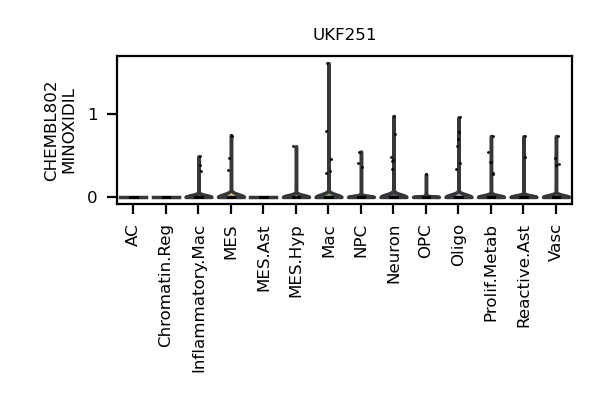 UKF251
CHEMBL802
MINOXIDIL
1
0
AC
Chromatin.Reg
Inflammatory.Mac
MES
MES.Ast
MES.Hyp
Mac
NPC
Neuron
OPC
Oligo
Prolif.Metab
Reactive.Ast
Vasc